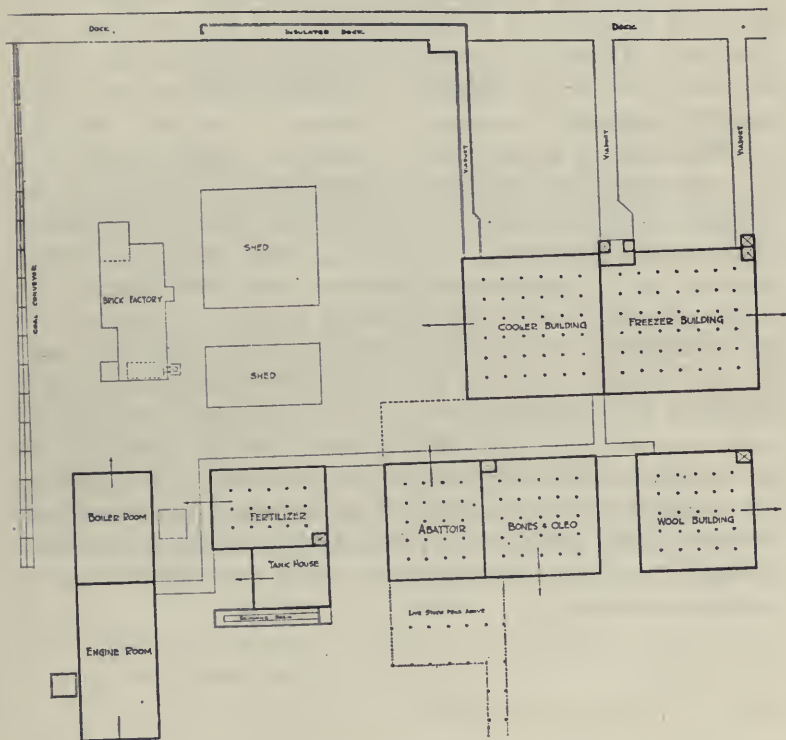 DOCK.
INSULATED DOCK.
DOCK.
VIADUCT
VIADUCT
VIADUCT
COAL CONVEYOR
SHED
BRICK FACTORY
COOLER BUILDING
FREEZER BUILDING
SHED
BOILER ROOM
FERTILIZER
ABATTOIR
BONES & OLEO
WOOL BUILDING
TANK HOUSE
LIVE STOCK PENS ABOVE
ENGINE ROOM